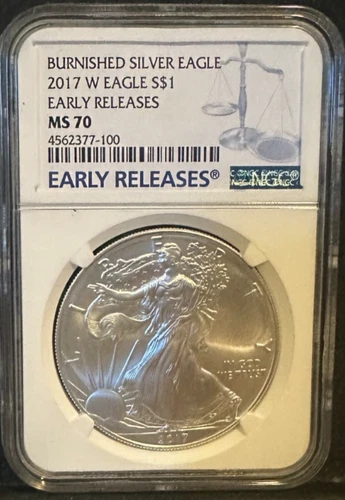 BURNISHED SILVER EAGLE
2017 W EAGLE S$1
EARLY RELEASES
MS 70
4562377-100
EARLY RELEASES®
NGC
LIBERTY
IN GOD
WE TRUST
2017